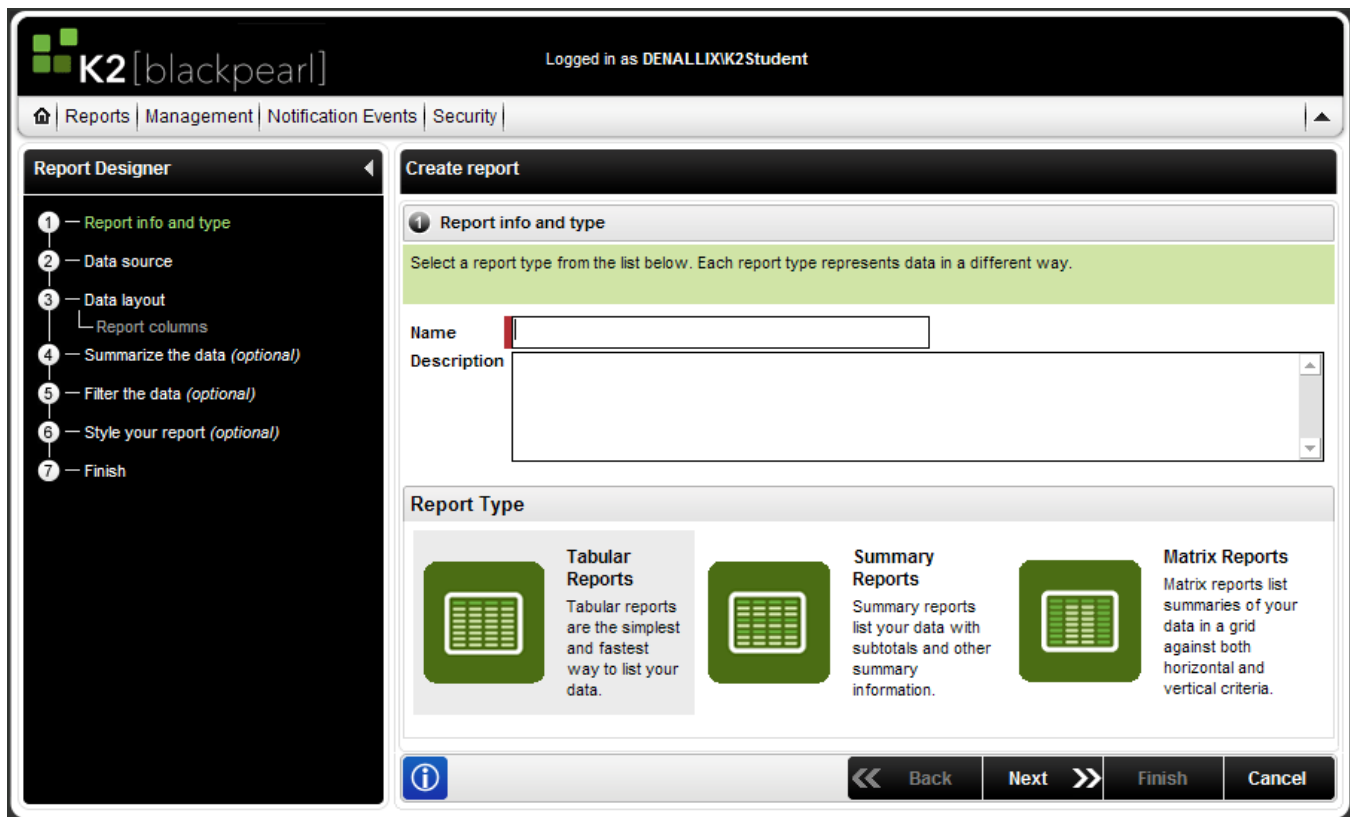 K2[blackpearl]
Logged in as DENALLIX\K2Student
Reports | Management | Notification Events | Security
Report Designer
1 Report info and type
2 Data source
3 Data layout
Report columns
4 Summarize the data (optional)
5 Filter the data (optional)
6 Style your report (optional)
7 Finish
Create report
1 Report info and type
Select a report type from the list below. Each report type represents data in a different way.
Name
Description
Report Type
Tabular
Reports
Tabular reports
are the simplest
and fastest
way to list your
data.
Summary
Reports
Summary reports
list your data with
subtotals and other
summary
information.
Matrix Reports
Matrix reports list
summaries of your
data in a grid
against both
horizontal and
vertical criteria.
Back
Next
Finish
Cancel